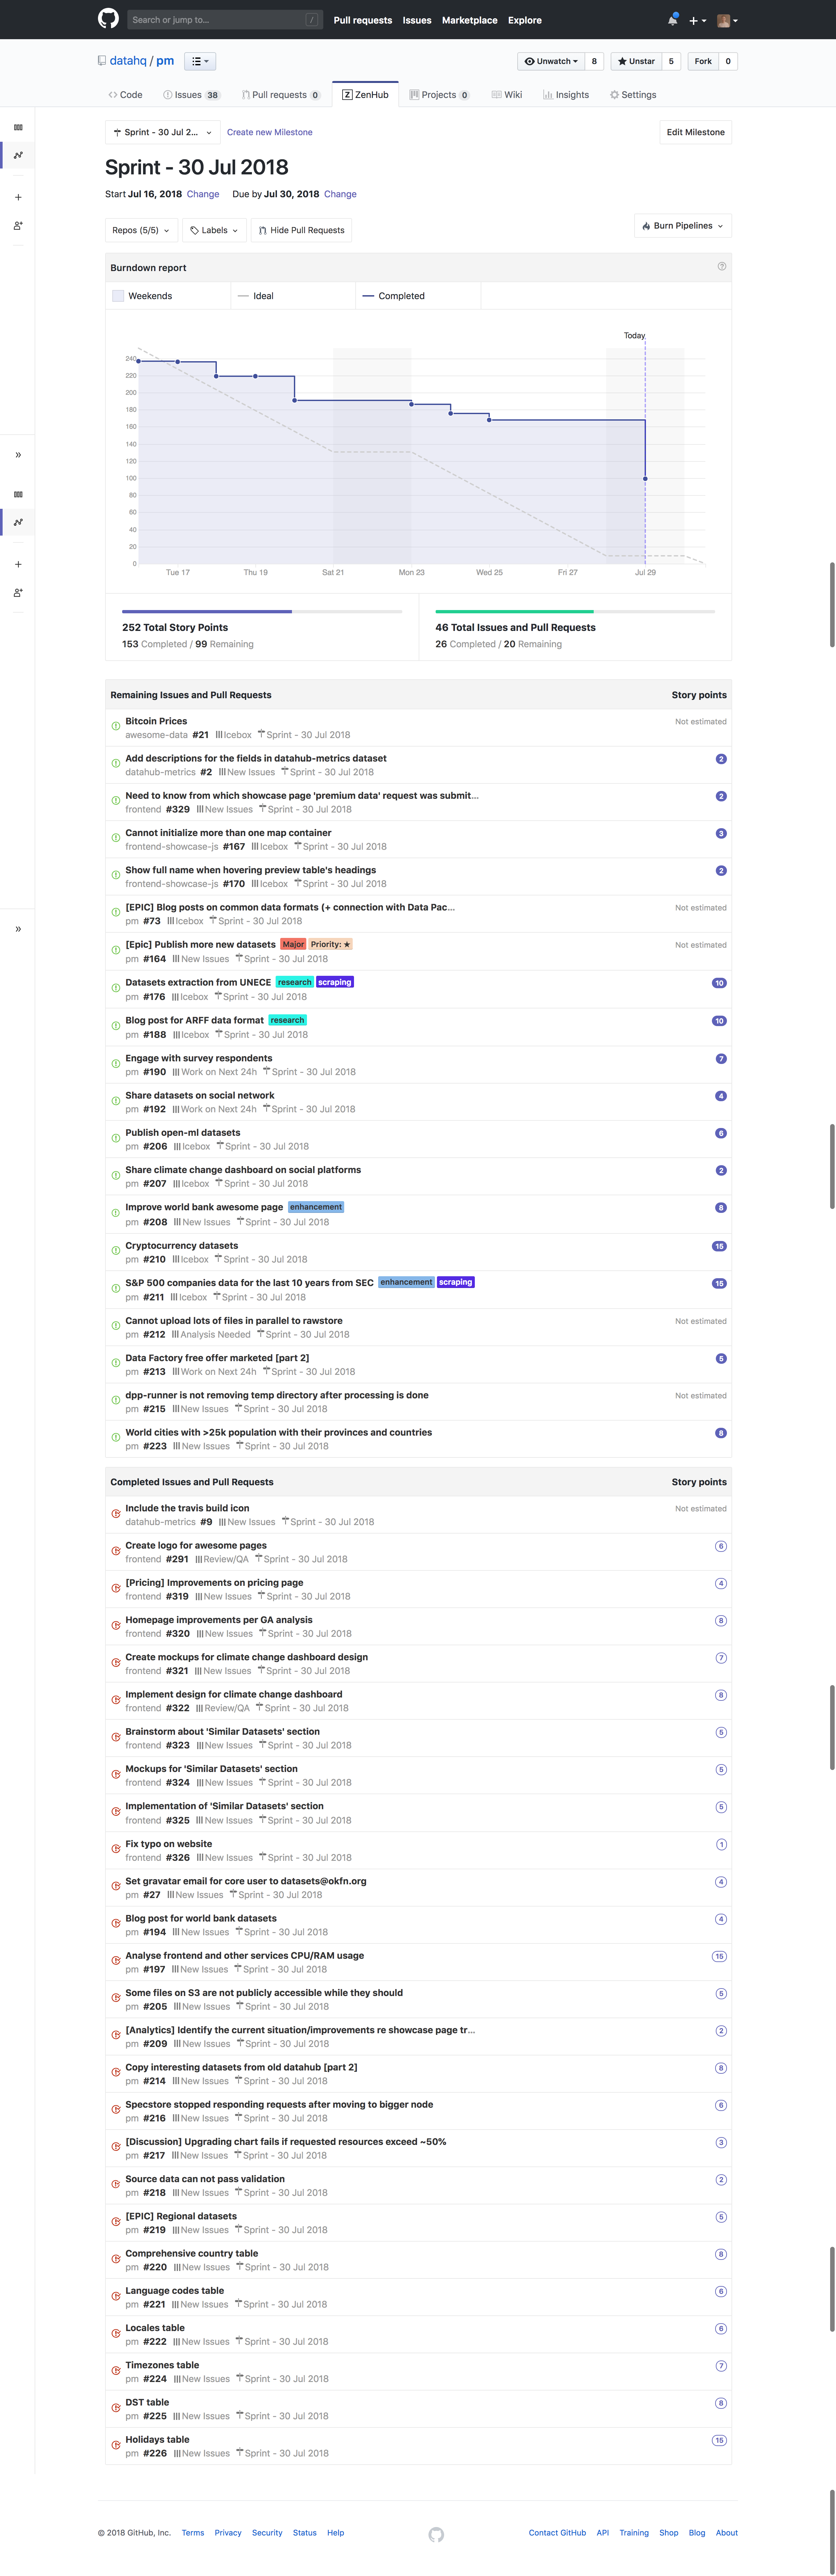 Search or jump to... /
Pull requests Issues Marketplace Explore
datahq / pm
Unwatch 8 Unstar 5 Fork 0
Code Issues 38 Pull requests 0 Z ZenHub Projects 0 Wiki Insights Settings
Sprint - 30 Jul 2... Create new Milestone Edit Milestone
Sprint - 30 Jul 2018
Start Jul 16, 2018 Change Due by Jul 30, 2018 Change
Repos (5/5) Labels Hide Pull Requests Burn Pipelines
Burndown report
Weekends Ideal Completed
Today
240
220
200
180
160
140
120
100
80
60
40
20
0
Tue 17 Thu 19 Sat 21 Mon 23 Wed 25 Fri 27 Jul 29
252 Total Story Points
153 Completed / 99 Remaining
46 Total Issues and Pull Requests
26 Completed / 20 Remaining
Remaining Issues and Pull Requests Story points
Bitcoin Prices Not estimated
awesome-data #21 Icebox Sprint - 30 Jul 2018
Add descriptions for the fields in datahub-metrics dataset 2
datahub-metrics #2 New Issues Sprint - 30 Jul 2018
Need to know from which showcase page 'premium data' request was submit... 2
frontend #329 New Issues Sprint - 30 Jul 2018
Cannot initialize more than one map container 3
frontend-showcase-js #167 Icebox Sprint - 30 Jul 2018
Show full name when hovering preview table's headings 2
frontend-showcase-js #170 Icebox Sprint - 30 Jul 2018
[EPIC] Blog posts on common data formats (+ connection with Data Pac... Not estimated
pm #73 Icebox Sprint - 30 Jul 2018
[Epic] Publish more new datasets Major Priority: ★ Not estimated
pm #164 New Issues Sprint - 30 Jul 2018
Datasets extraction from UNECE research scraping 10
pm #176 Icebox Sprint - 30 Jul 2018
Blog post for ARFF data format research 10
pm #188 Icebox Sprint - 30 Jul 2018
Engage with survey respondents 7
pm #190 Work on Next 24h Sprint - 30 Jul 2018
Share datasets on social network 4
pm #192 Work on Next 24h Sprint - 30 Jul 2018
Publish open-ml datasets 6
pm #206 Icebox Sprint - 30 Jul 2018
Share climate change dashboard on social platforms 2
pm #207 Icebox Sprint - 30 Jul 2018
Improve world bank awesome page enhancement 8
pm #208 New Issues Sprint - 30 Jul 2018
Cryptocurrency datasets 15
pm #210 Icebox Sprint - 30 Jul 2018
S&P 500 companies data for the last 10 years from SEC enhancement scraping 15
pm #211 Icebox Sprint - 30 Jul 2018
Cannot upload lots of files in parallel to rawstore Not estimated
pm #212 Analysis Needed Sprint - 30 Jul 2018
Data Factory free offer marketed [part 2] 5
pm #213 Work on Next 24h Sprint - 30 Jul 2018
dpp-runner is not removing temp directory after processing is done Not estimated
pm #215 New Issues Sprint - 30 Jul 2018
World cities with >25k population with their provinces and countries 8
pm #223 New Issues Sprint - 30 Jul 2018
Completed Issues and Pull Requests Story points
Include the travis build icon Not estimated
datahub-metrics #9 New Issues Sprint - 30 Jul 2018
Create logo for awesome pages 6
frontend #291 Review/QA Sprint - 30 Jul 2018
[Pricing] Improvements on pricing page 4
frontend #319 New Issues Sprint - 30 Jul 2018
Homepage improvements per GA analysis 8
frontend #320 New Issues Sprint - 30 Jul 2018
Create mockups for climate change dashboard design 7
frontend #321 New Issues Sprint - 30 Jul 2018
Implement design for climate change dashboard 8
frontend #322 Review/QA Sprint - 30 Jul 2018
Brainstorm about 'Similar Datasets' section 5
frontend #323 New Issues Sprint - 30 Jul 2018
Mockups for 'Similar Datasets' section 5
frontend #324 New Issues Sprint - 30 Jul 2018
Implementation of 'Similar Datasets' section 5
frontend #325 New Issues Sprint - 30 Jul 2018
Fix typo on website 1
frontend #326 New Issues Sprint - 30 Jul 2018
Set gravatar email for core user to datasets@okfn.org 4
pm #27 New Issues Sprint - 30 Jul 2018
Blog post for world bank datasets 4
pm #194 New Issues Sprint - 30 Jul 2018
Analyse frontend and other services CPU/RAM usage 15
pm #197 New Issues Sprint - 30 Jul 2018
Some files on S3 are not publicly accessible while they should 5
pm #205 New Issues Sprint - 30 Jul 2018
[Analytics] Identify the current situation/improvements re showcase page tr... 2
pm #209 New Issues Sprint - 30 Jul 2018
Copy interesting datasets from old datahub [part 2] 8
pm #214 New Issues Sprint - 30 Jul 2018
Specstore stopped responding requests after moving to bigger node 6
pm #216 New Issues Sprint - 30 Jul 2018
[Discussion] Upgrading chart fails if requested resources exceed ~50% 3
pm #217 New Issues Sprint - 30 Jul 2018
Source data can not pass validation 2
pm #218 New Issues Sprint - 30 Jul 2018
[EPIC] Regional datasets 5
pm #219 New Issues Sprint - 30 Jul 2018
Comprehensive country table 8
pm #220 New Issues Sprint - 30 Jul 2018
Language codes table 6
pm #221 New Issues Sprint - 30 Jul 2018
Locales table 6
pm #222 New Issues Sprint - 30 Jul 2018
Timezones table 7
pm #224 New Issues Sprint - 30 Jul 2018
DST table 8
pm #225 New Issues Sprint - 30 Jul 2018
Holidays table 15
pm #226 New Issues Sprint - 30 Jul 2018
© 2018 GitHub, Inc. Terms Privacy Security Status Help Contact GitHub API Training Shop Blog About